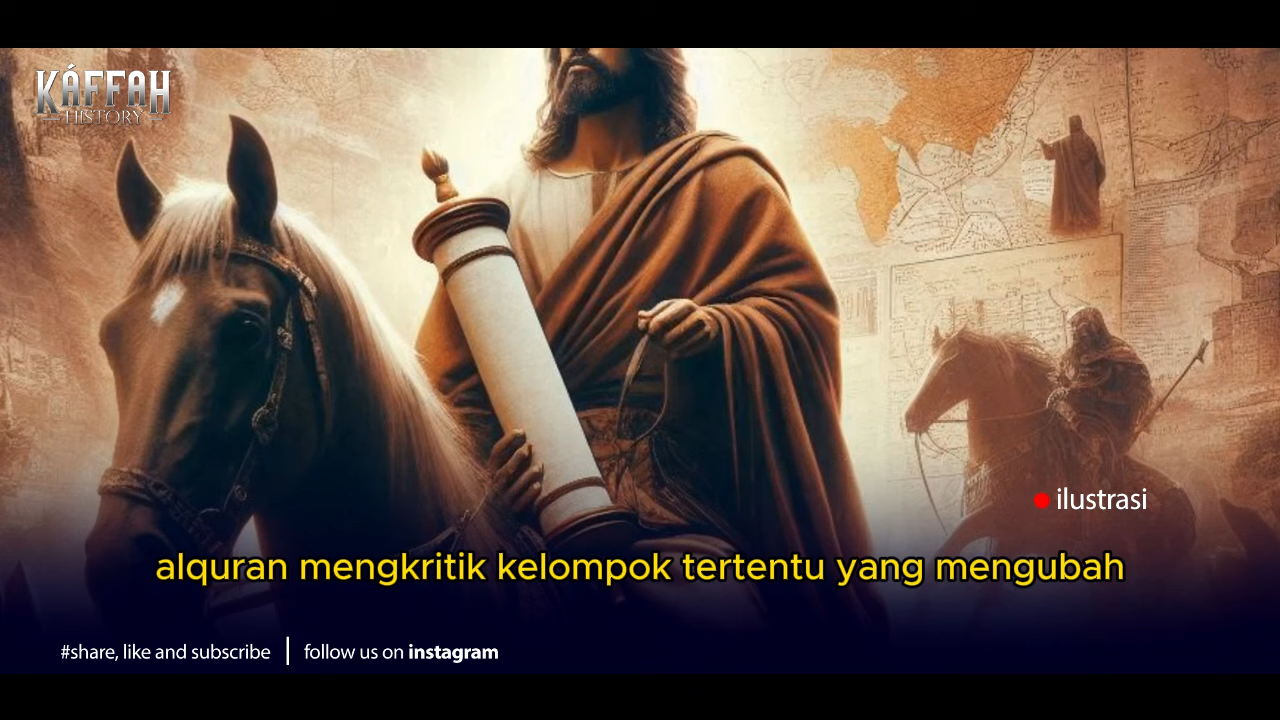 KÁFFAH
HISTORY
ilustrasi
alquran mengkritik kelompok tertentu yang mengubah
#share, like and subscribe | follow us on instagram